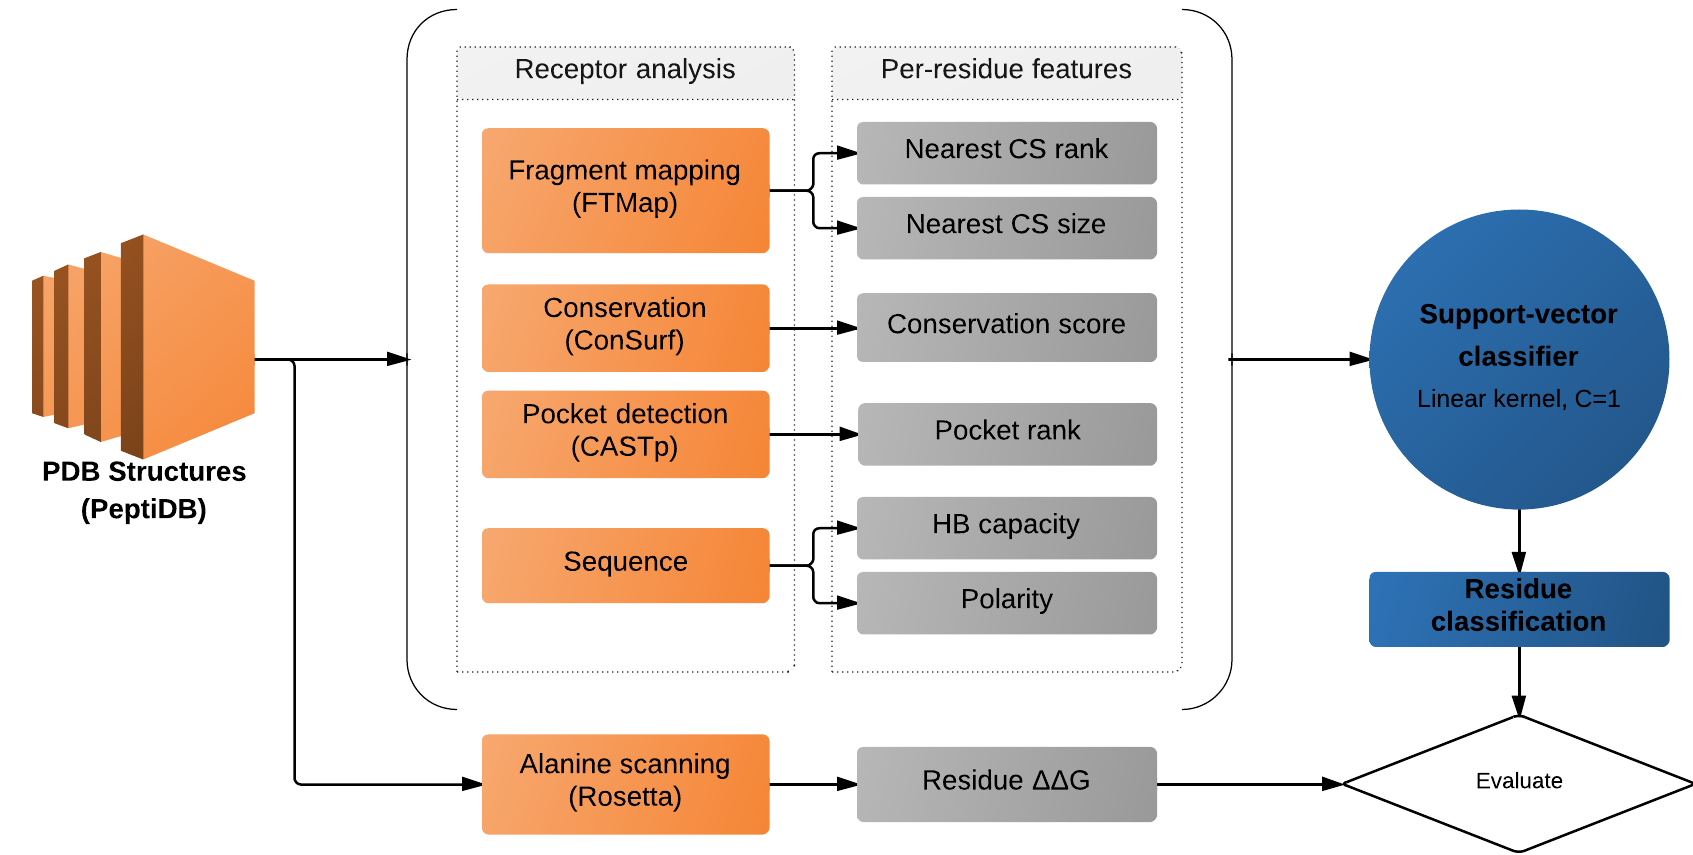 Receptor analysis
Per-residue features
Fragment mapping
(FTMap)
Nearest CS rank
Nearest CS size
Conservation
(ConSurf)
Conservation score
Pocket detection
(CASTp)
Pocket rank
Sequence
HB capacity
Polarity
PDB Structures
(PeptiDB)
Support-vector
classifier
Linear kernel, C=1
Residue
classification
Alanine scanning
(Rosetta)
Residue ΔΔG
Evaluate